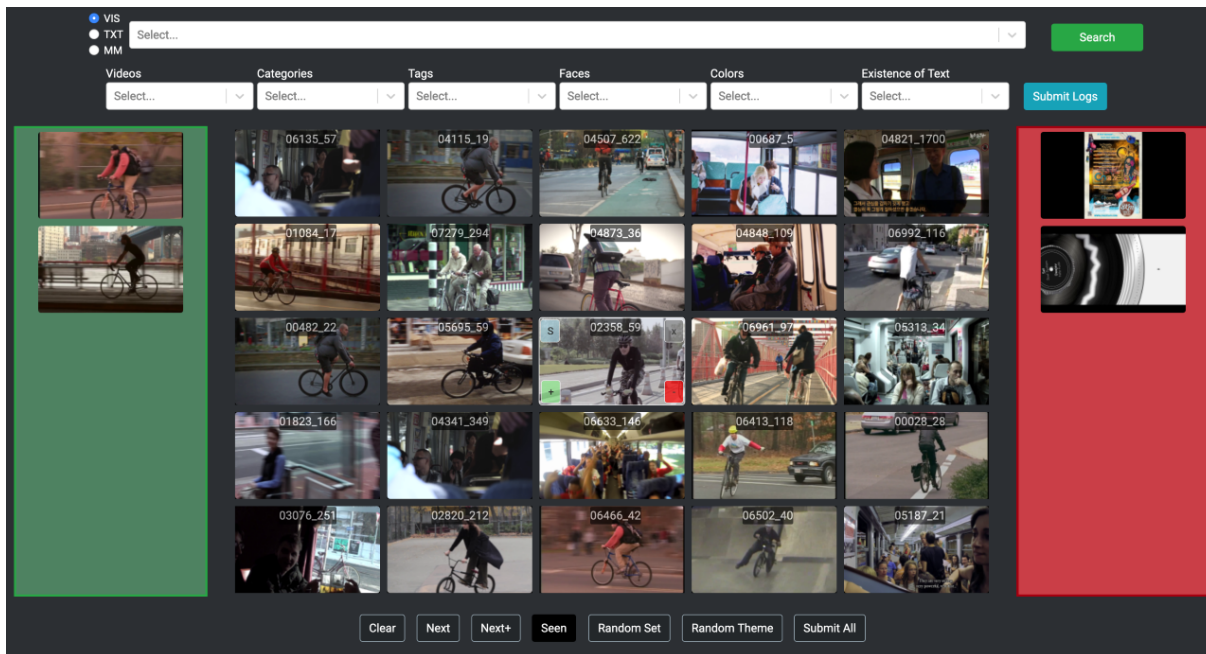 VIS
TXT
MM
Select...
Search
Videos
Categories
Tags
Faces
Colors
Existence of Text
Select...
Select...
Select...
Select...
Select...
Select...
Submit Logs
06135_57
04115_19
04507_622
00687_5
04821_1700
01084_17
07279_294
04873_36
04848_109
06992_116
00482_22
05695_59
02358_59
06961_97
05313_34
S
x
+
-
01823_166
04341_349
06633_146
06413_118
00028_28
03076_251
02820_212
06466_42
06502_40
05187_21
Clear
Next
Next+
Seen
Random Set
Random Theme
Submit All